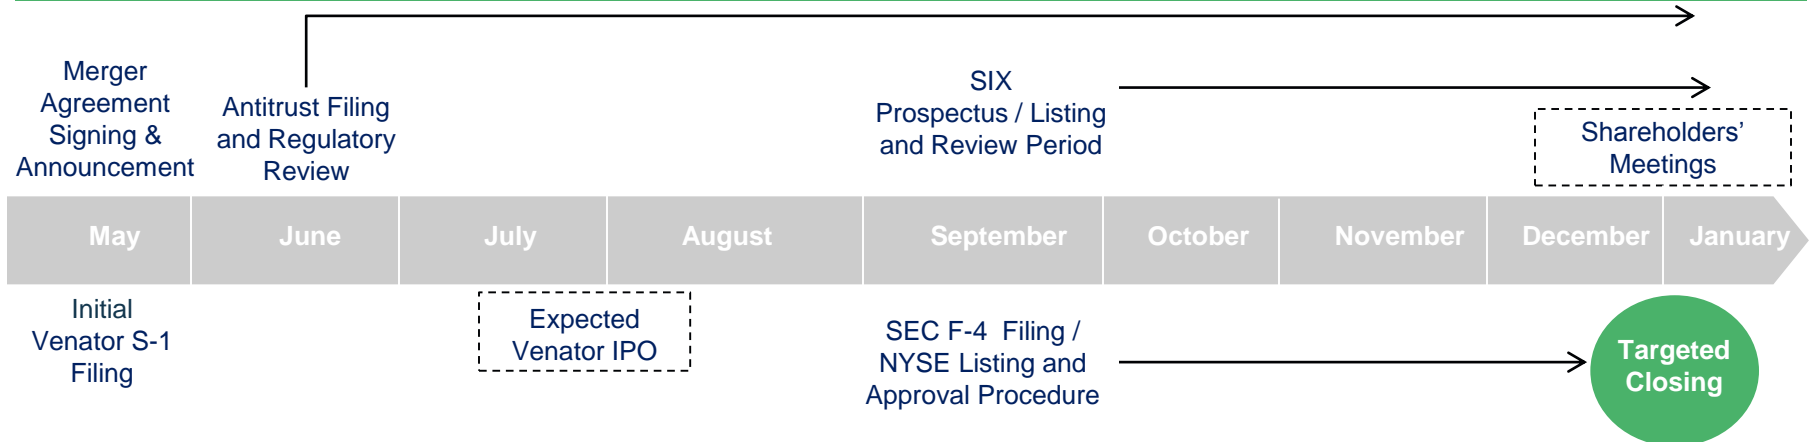 Merger
Agreement
Signing &
Announcement
Antitrust Filing
and Regulatory
Review
SIX
Prospectus / Listing
and Review Period
Shareholders’
Meetings
May
June
July
August
September
October
November
December
January
Initial
Venator S-1
Filing
Expected
Venator IPO
SEC F-4 Filing /
NYSE Listing and
Approval Procedure
Targeted
Closing